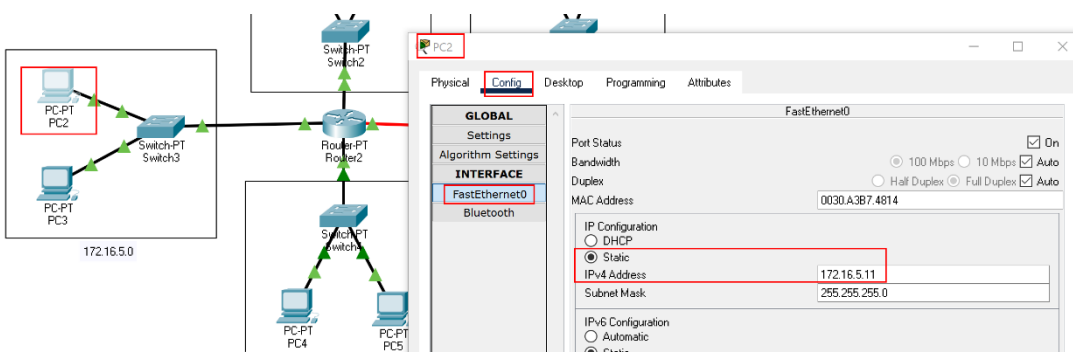 Switch-PT
Switch2
PC-PT
PC2
Switch-PT
Switch3
Router-PT
Router2
PC-PT
PC3
172.16.5.0
Switch-PT
Switch4
PC-PT
PC4
PC-PT
PC5
PC2
Physical Config Desktop Programming Attributes
GLOBAL
Settings
Algorithm Settings
INTERFACE
FastEthernet0
Bluetooth
FastEthernet0
Port Status On
Bandwidth 100 Mbps 10 Mbps Auto
Duplex Half Duplex Full Duplex Auto
MAC Address 0030.A3B7.4814
IP Configuration
DHCP
Static
IPv4 Address 172.16.5.11
Subnet Mask 255.255.255.0
IPv6 Configuration
Automatic
Static